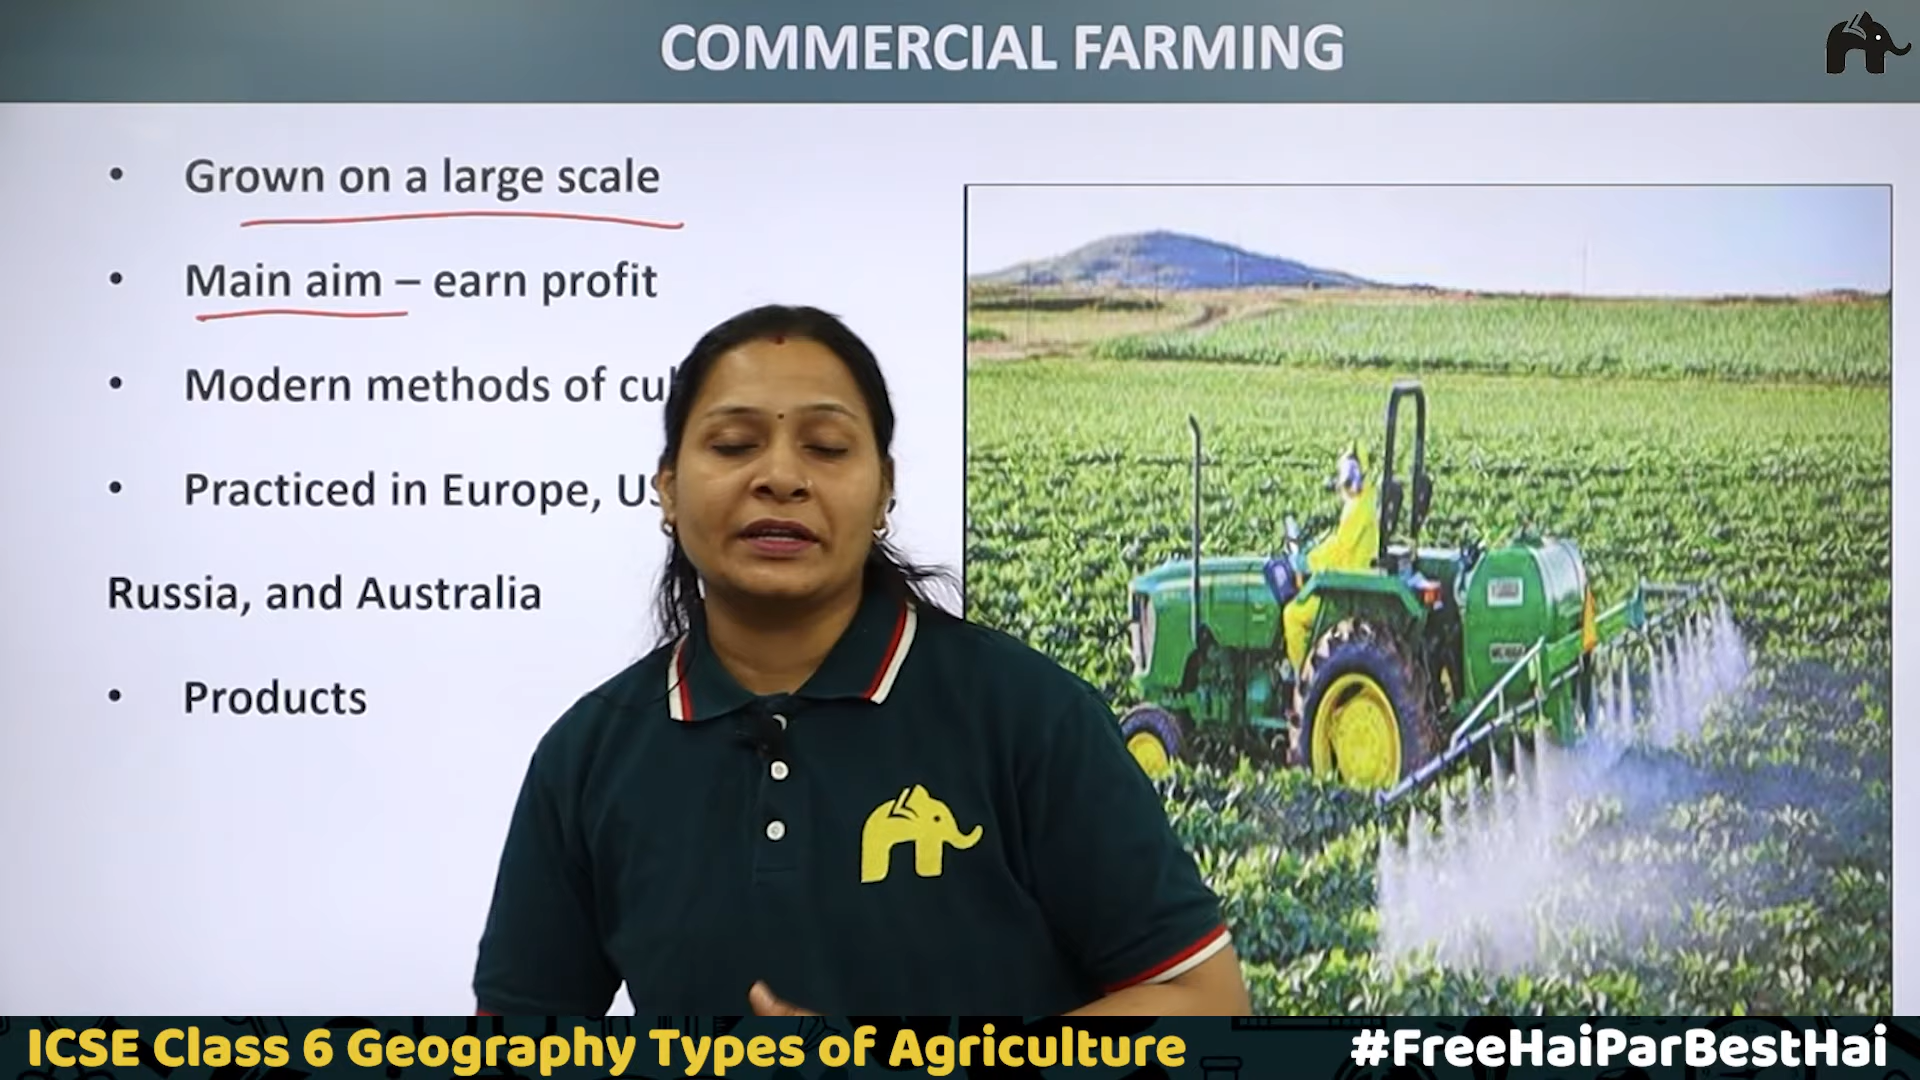 COMMERCIAL FARMING
• Grown on a large scale
• Main aim – earn profit
• Modern methods of
• Practiced in Europe,
Russia, and Australia
• Products
ICSE Class 6 Geography Types of Agriculture
#FreeHaiParBestHai